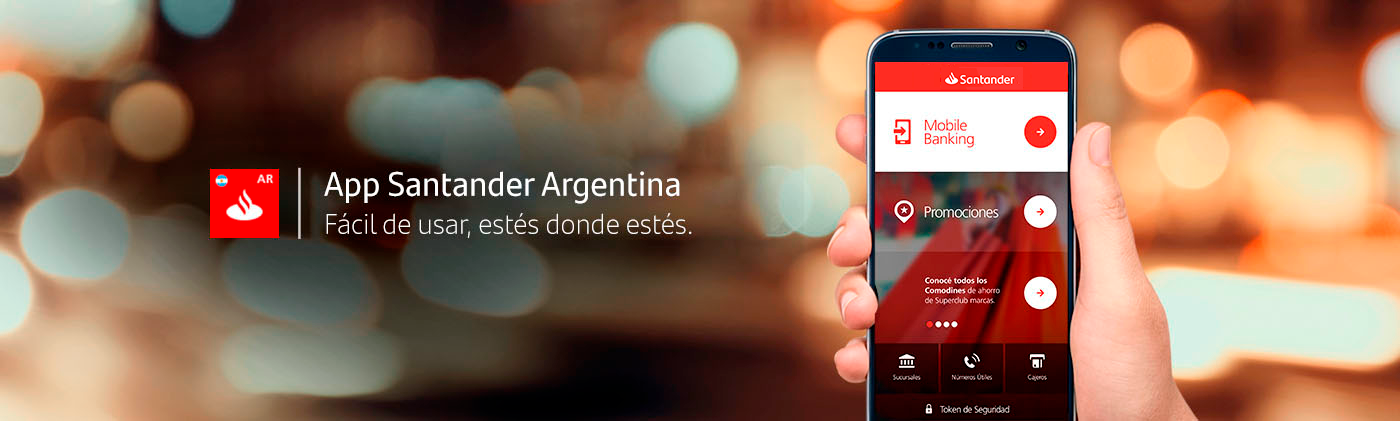 AR
App Santander Argentina
Fácil de usar, estés donde estés.
Santander
Mobile
Banking
Promociones
Conocé todos los
Comodines de ahorro
de Superclub marcas.
Sucursales
Números Útiles
Cajeros
Token de Seguridad